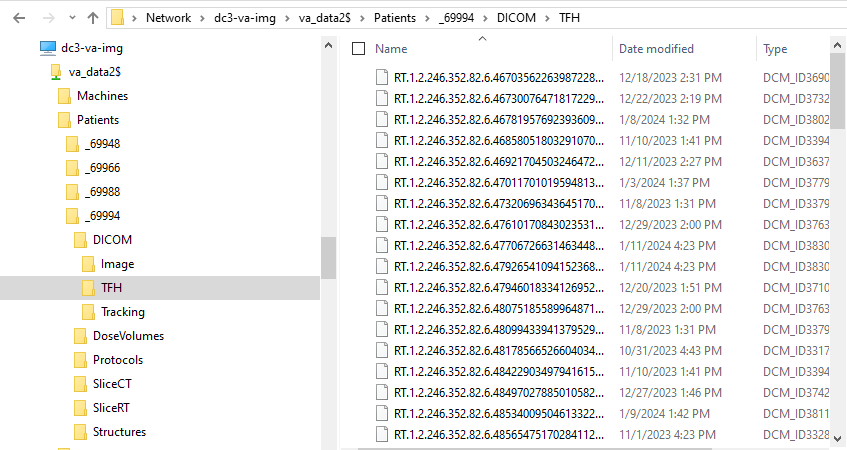 Network > dc3-va-img > va_data2$ > Patients > _69994 > DICOM > TFH
dc3-va-img
va_data2$
Machines
Patients
_69948
_69966
_69988
_69994
DICOM
Image
TFH
Tracking
DoseVolumes
Protocols
SliceCT
SliceRT
Structures
Name Date modified Type
RT.1.2.246.352.82.6.46703562263987228... 12/18/2023 2:31 PM DCM_ID3690
RT.1.2.246.352.82.6.46730076471817229... 12/22/2023 2:19 PM DCM_ID3732
RT.1.2.246.352.82.6.46781957692393609... 1/8/2024 1:32 PM DCM_ID3802
RT.1.2.246.352.82.6.46858051803291070... 11/10/2023 1:41 PM DCM_ID3394
RT.1.2.246.352.82.6.46921704503246472... 12/11/2023 2:27 PM DCM_ID3637
RT.1.2.246.352.82.6.47011701019594813... 1/3/2024 1:37 PM DCM_ID3779
RT.1.2.246.352.82.6.47320696343645170... 11/8/2023 1:31 PM DCM_ID3379
RT.1.2.246.352.82.6.47610170843023531... 12/29/2023 2:00 PM DCM_ID3763
RT.1.2.246.352.82.6.47706726631463448... 1/11/2024 4:23 PM DCM_ID3830
RT.1.2.246.352.82.6.47926541094152368... 1/11/2024 4:23 PM DCM_ID3830
RT.1.2.246.352.82.6.47946018334126952... 12/20/2023 1:51 PM DCM_ID3710
RT.1.2.246.352.82.6.48075185589964871... 12/29/2023 2:00 PM DCM_ID3763
RT.1.2.246.352.82.6.48099433941379529... 11/8/2023 1:31 PM DCM_ID3379
RT.1.2.246.352.82.6.48178566526604034... 10/31/2023 4:43 PM DCM_ID3317
RT.1.2.246.352.82.6.48422903497941615... 11/10/2023 1:41 PM DCM_ID3394
RT.1.2.246.352.82.6.48497027885010582... 12/27/2023 1:46 PM DCM_ID3742
RT.1.2.246.352.82.6.48534009504613322... 1/9/2024 1:42 PM DCM_ID3811
RT.1.2.246.352.82.6.48565475170284112... 11/1/2023 4:23 PM DCM_ID3328